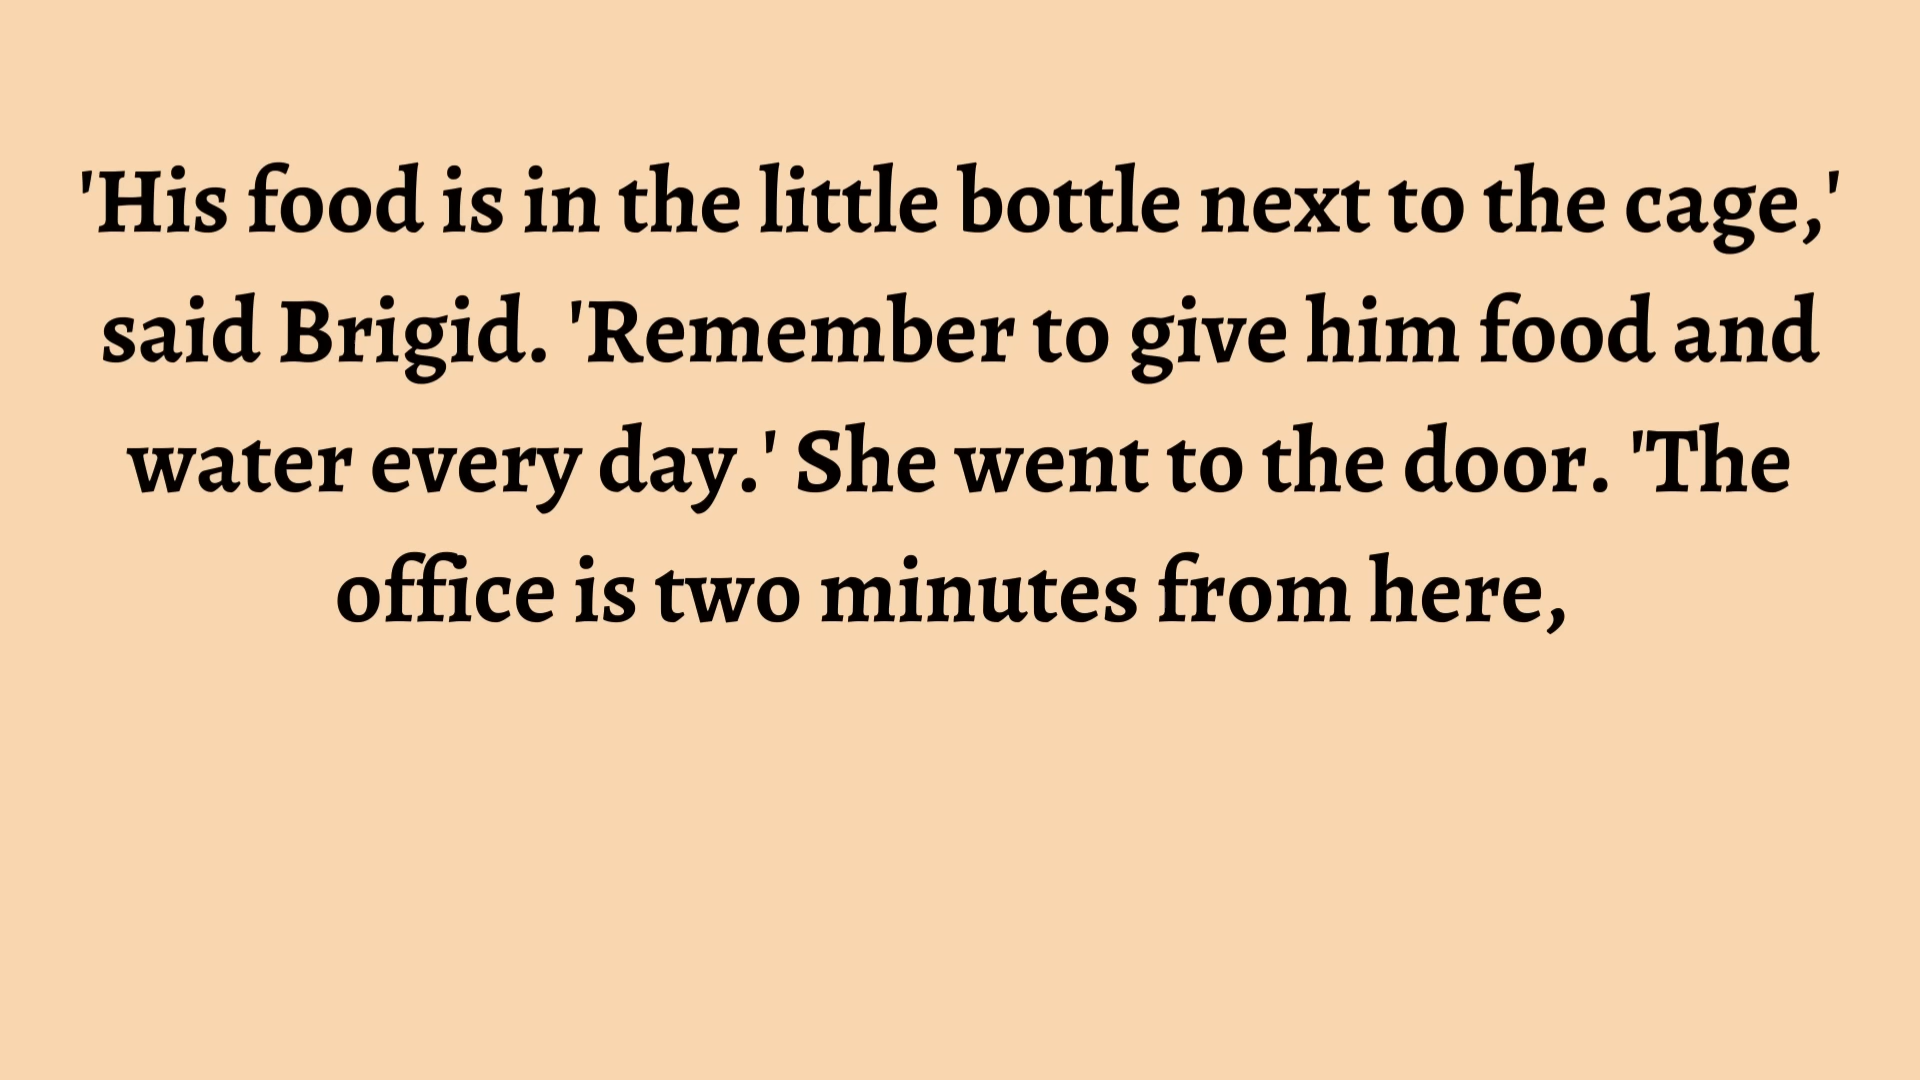 'His food is in the little bottle next to the cage,'
said Brigid. 'Remember to give him food and
water every day.' She went to the door. 'The
office is two minutes from here,